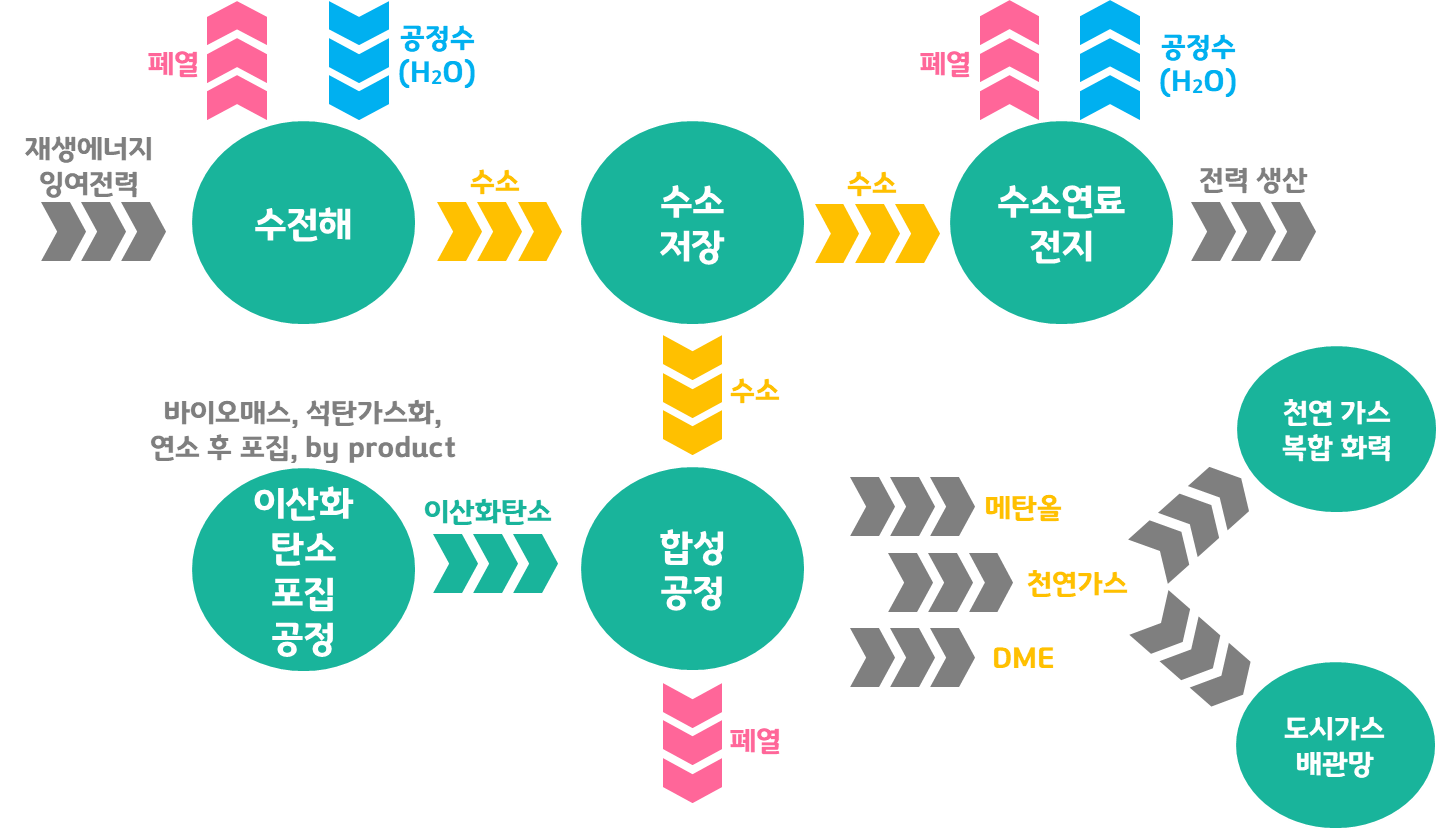 폐열
공정수
(H₂O)
폐열
공정수
(H₂O)
재생에너지
잉여전력
수전해
수소
수소
저장
수소
수소연료
전지
전력 생산
수소
바이오매스, 석탄가스화,
연소 후 포집, by product
이산화
탄소
포집
공정
이산화탄소
합성
공정
메탄올
천연가스
DME
천연 가스
복합 화력
도시가스
배관망
폐열